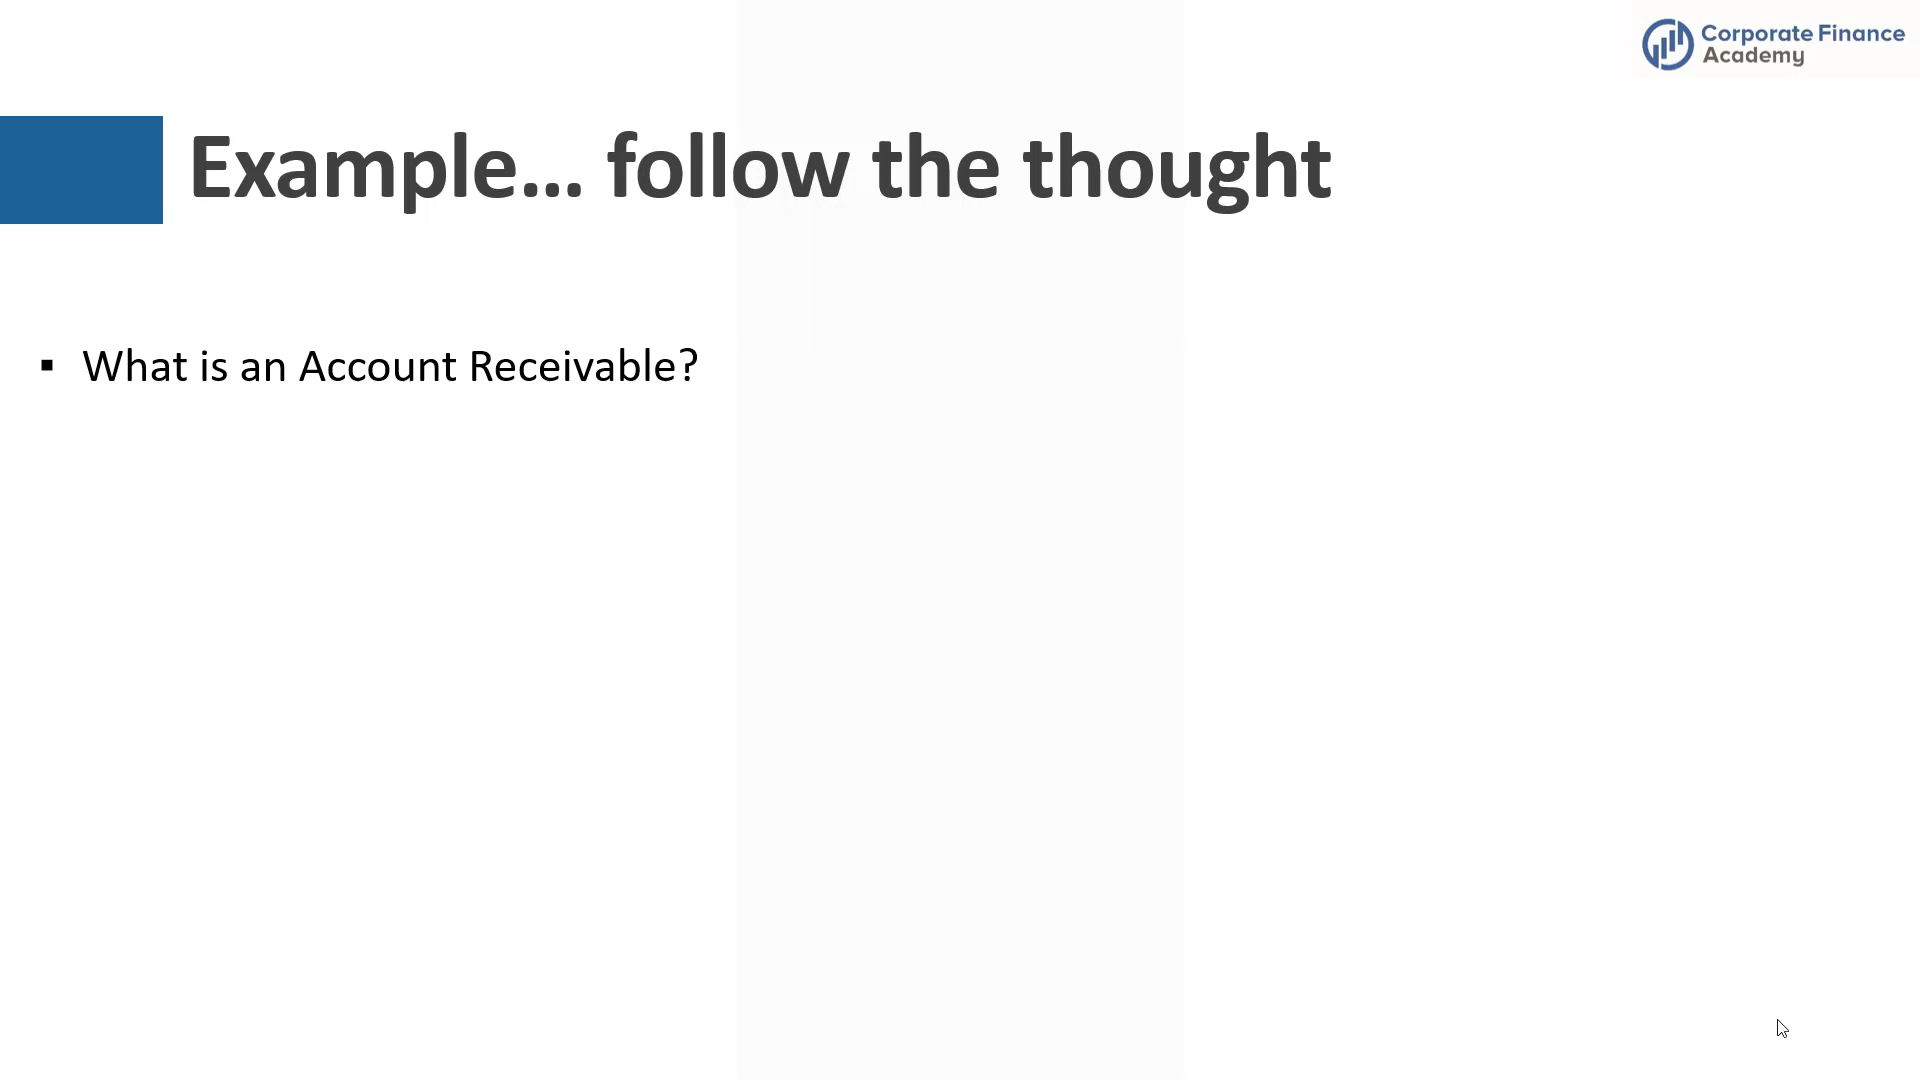 Corporate Finance
Academy
Example... follow the thought
▪ What is an Account Receivable?